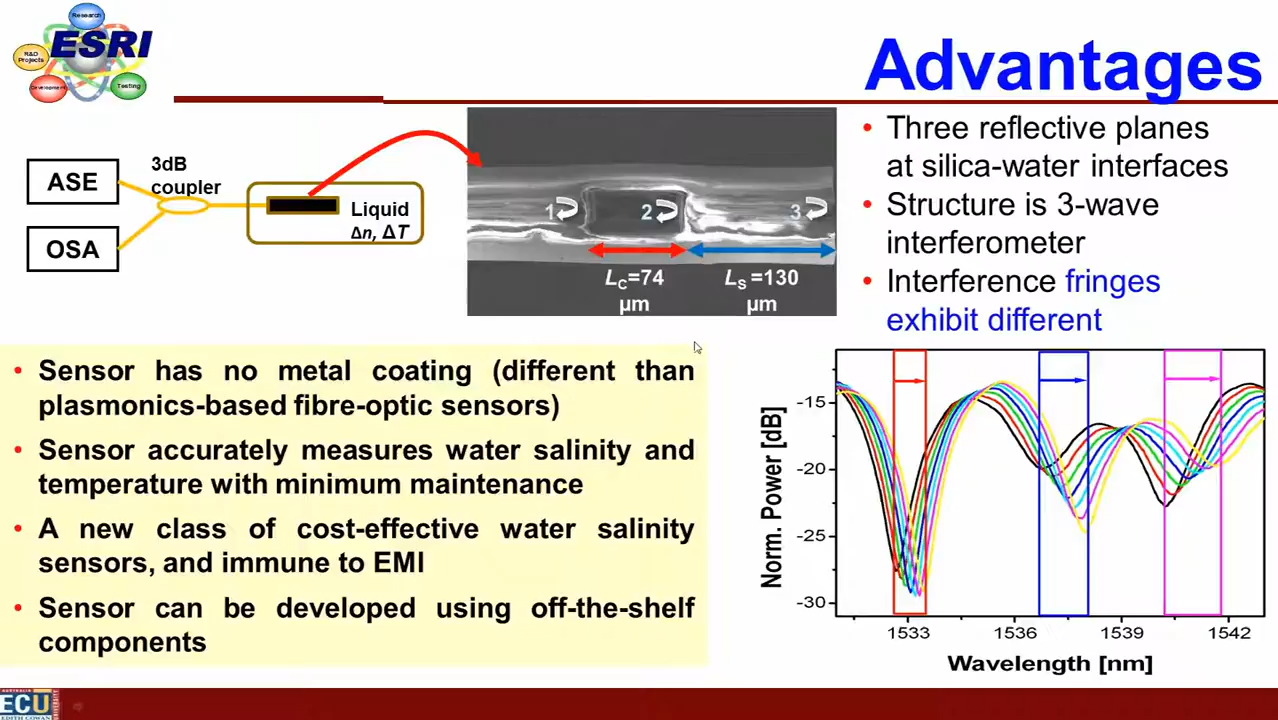 Research
ESRI
R&D
Projects
Development
Testing
Advantages
ASE
OSA
3dB
coupler
Liquid
Δn, ΔT
1
2
3
LC=74
µm
LS =130
µm
• Three reflective planes
at silica-water interfaces
• Structure is 3-wave
interferometer
• Interference fringes
exhibit different
• Sensor has no metal coating (different than
plasmonics-based fibre-optic sensors)
• Sensor accurately measures water salinity and
temperature with minimum maintenance
• A new class of cost-effective water salinity
sensors, and immune to EMI
• Sensor can be developed using off-the-shelf
components
Norm. Power [dB]
-15
-20
-25
-30
1533
1536
1539
1542
Wavelength [nm]
AUSTRALIA
ECU
EDITH COWAN